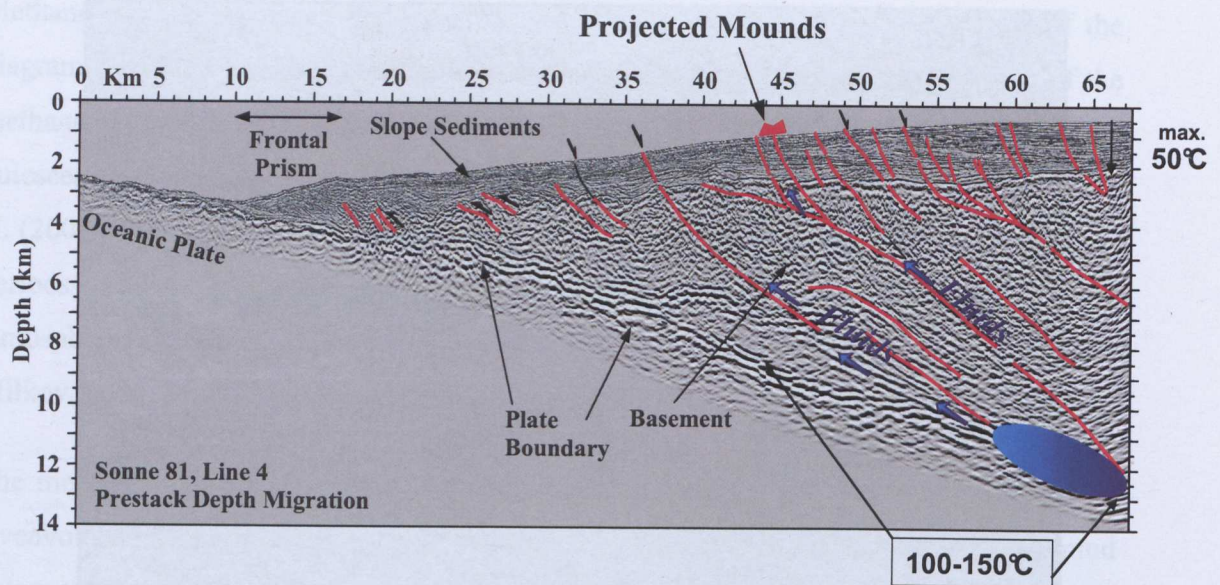 Projected Mounds
0 Km 5 10 15 20 25 30 35 40 45 50 55 60 65
0
2
4
6
8
10
12
14
Depth (km)
Frontal
Prism
Slope Sediments
max.
50°C
Oceanic Plate
Fluids
Fluids
Plate
Boundary
Basement
Sonne 81, Line 4
Prestack Depth Migration
100-150°C